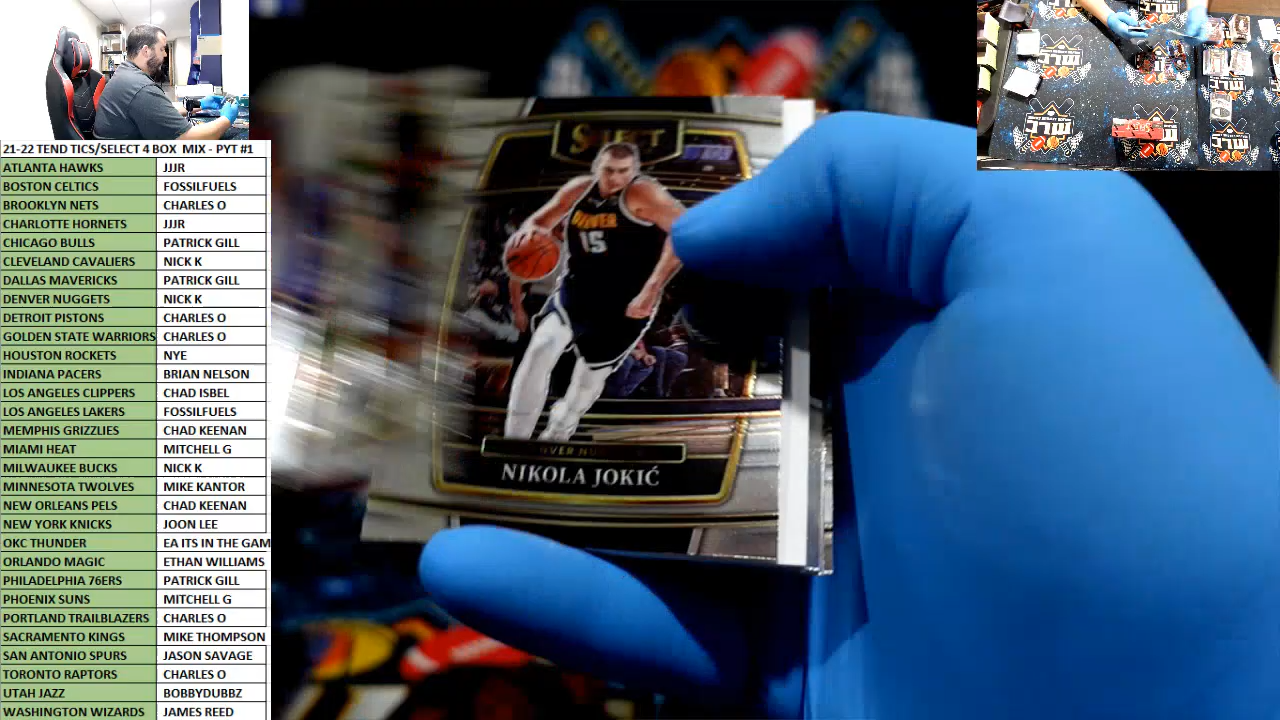 21-22 TEND TICS/SELECT 4 BOX MIX - PYT #1
ATLANTA HAWKS JJJR
BOSTON CELTICS FOSSILFUELS
BROOKLYN NETS CHARLES O
CHARLOTTE HORNETS JJJR
CHICAGO BULLS PATRICK GILL
CLEVELAND CAVALIERS NICK K
DALLAS MAVERICKS PATRICK GILL
DENVER NUGGETS NICK K
DETROIT PISTONS CHARLES O
GOLDEN STATE WARRIORS CHARLES O
HOUSTON ROCKETS NYE
INDIANA PACERS BRIAN NELSON
LOS ANGELES CLIPPERS CHAD ISBEL
LOS ANGELES LAKERS FOSSILFUELS
MEMPHIS GRIZZLIES CHAD KEENAN
MIAMI HEAT MITCHELL G
MILWAUKEE BUCKS NICK K
MINNESOTA TWOLVES MIKE KANTOR
NEW ORLEANS PELS CHAD KEENAN
NEW YORK KNICKS JOON LEE
OKC THUNDER EA ITS IN THE GAM
ORLANDO MAGIC ETHAN WILLIAMS
PHILADELPHIA 76ERS PATRICK GILL
PHOENIX SUNS MITCHELL G
PORTLAND TRAILBLAZERS CHARLES O
SACRAMENTO KINGS MIKE THOMPSON
SAN ANTONIO SPURS JASON SAVAGE
TORONTO RAPTORS CHARLES O
UTAH JAZZ BOBBYDUBBZ
WASHINGTON WIZARDS JAMES REED
SELECT
DENVER
15
NIKOLA JOKIĆ